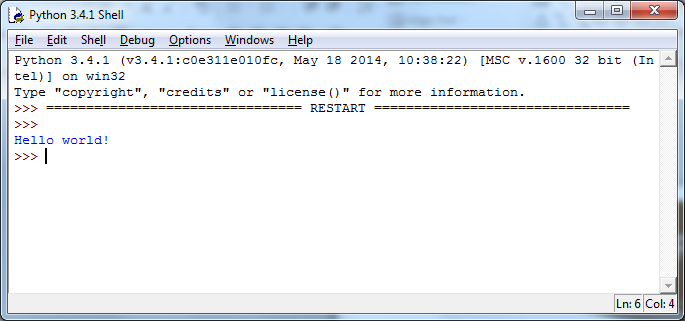 Python 3.4.1 Shell
File Edit Shell Debug Options Windows Help
Python 3.4.1 (v3.4.1:c0e311e010fc, May 18 2014, 10:38:22) [MSC v.1600 32 bit (In
tel)] on win32
Type "copyright", "credits" or "license()" for more information.
>>> ================================ RESTART ================================
>>>
Hello world!
>>>
Ln: 6 Col: 4